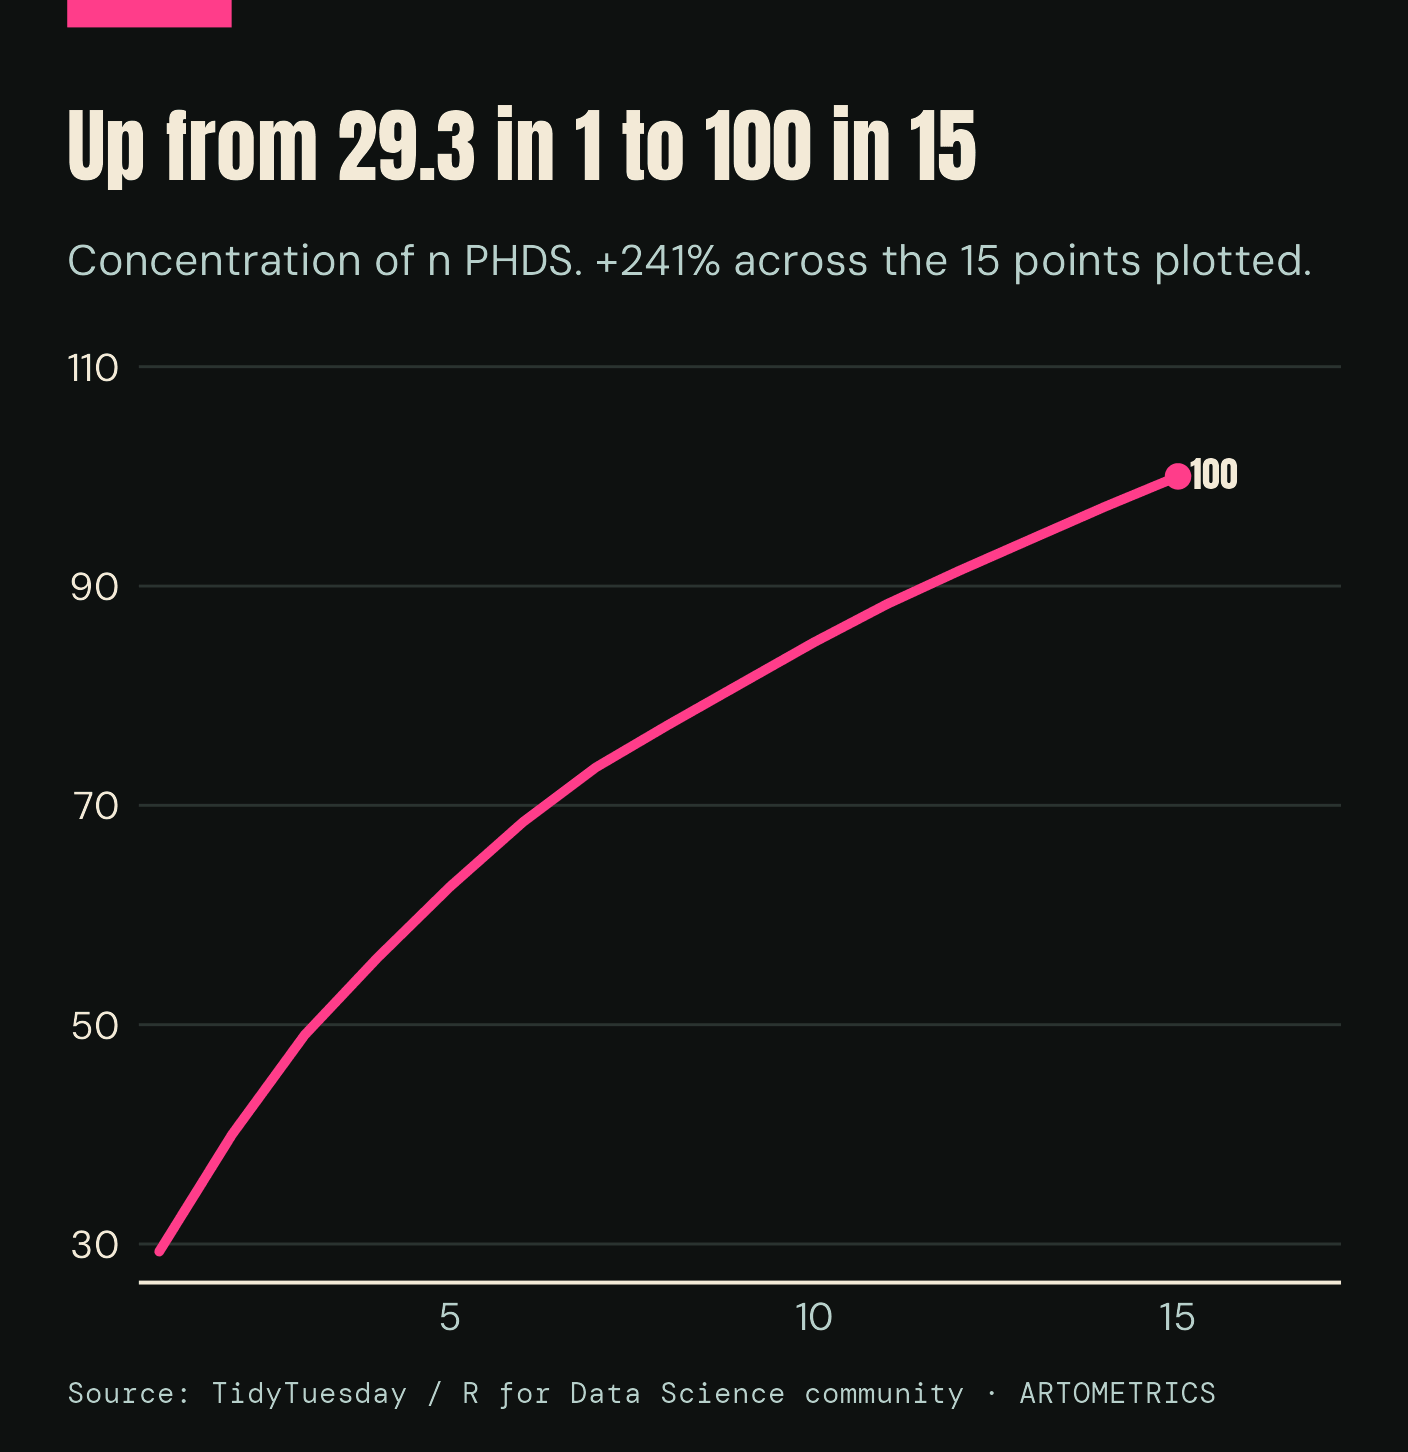 Up from 29.3 in 1 to 100 in 15
Concentration of n PHDS. +241% across the 15 points plotted.
110
100
90
70
50
30
5 10 15
Source: TidyTuesday / R for Data Science community · ARTOMETRICS